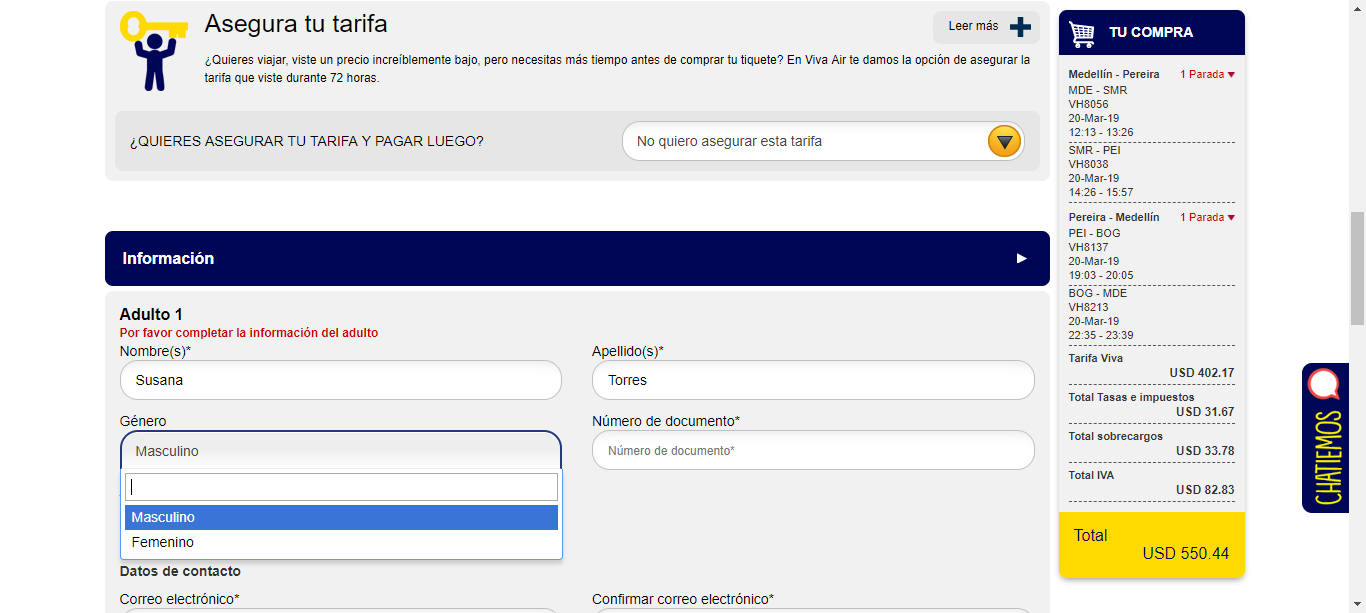 Asegura tu tarifa
Leer más
¿Quieres viajar, viste un precio increíblemente bajo, pero necesitas más tiempo antes de comprar tu tiquete? En Viva Air te damos la opción de asegurar la
tarifa que viste durante 72 horas.
¿QUIERES ASEGURAR TU TARIFA Y PAGAR LUEGO?
No quiero asegurar esta tarifa
Información
Adulto 1
Por favor completar la información del adulto
Nombre(s)*
Apellido(s)*
Susana
Torres
Género
Número de documento*
Masculino
Número de documento*
Masculino
Femenino
Datos de contacto
Correo electrónico*
Confirmar correo electrónico*
TU COMPRA
Medellín - Pereira 1 Parada
MDE - SMR
VH8056
20-Mar-19
12:13 - 13:26
SMR - PEI
VH8038
20-Mar-19
14:26 - 15:57
Pereira - Medellín 1 Parada
PEI - BOG
VH8137
20-Mar-19
19:03 - 20:05
BOG - MDE
VH8213
20-Mar-19
22:35 - 23:39
Tarifa Viva
USD 402.17
Total Tasas e impuestos
USD 31.67
Total sobrecargos
USD 33.78
Total IVA
USD 82.83
Total
USD 550.44
CHATIEMOS